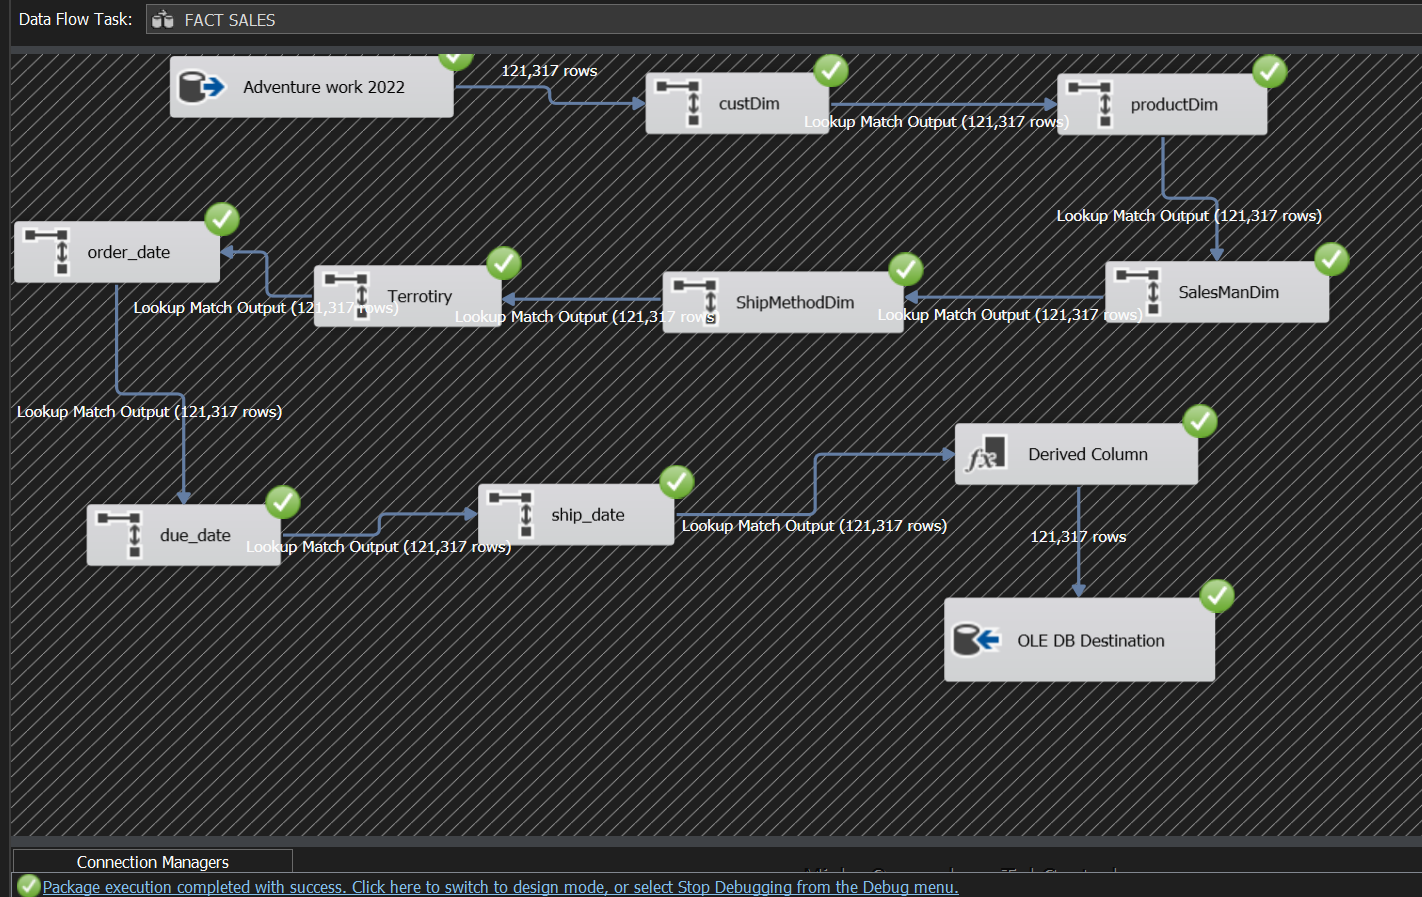 Data Flow Task: FACT SALES
Adventure work 2022
121,317 rows
custDim
Lookup Match Output (121,317 rows)
productDim
Lookup Match Output (121,317 rows)
SalesManDim
Lookup Match Output (121,317 rows)
ShipMethodDim
Lookup Match Output (121,317 rows)
Terrotiry
Lookup Match Output (121,317 rows)
order_date
Lookup Match Output (121,317 rows)
due_date
Lookup Match Output (121,317 rows)
ship_date
Lookup Match Output (121,317 rows)
fx
Derived Column
121,317 rows
OLE DB Destination
Connection Managers
Package execution completed with success. Click here to switch to design mode, or select Stop Debugging from the Debug menu.